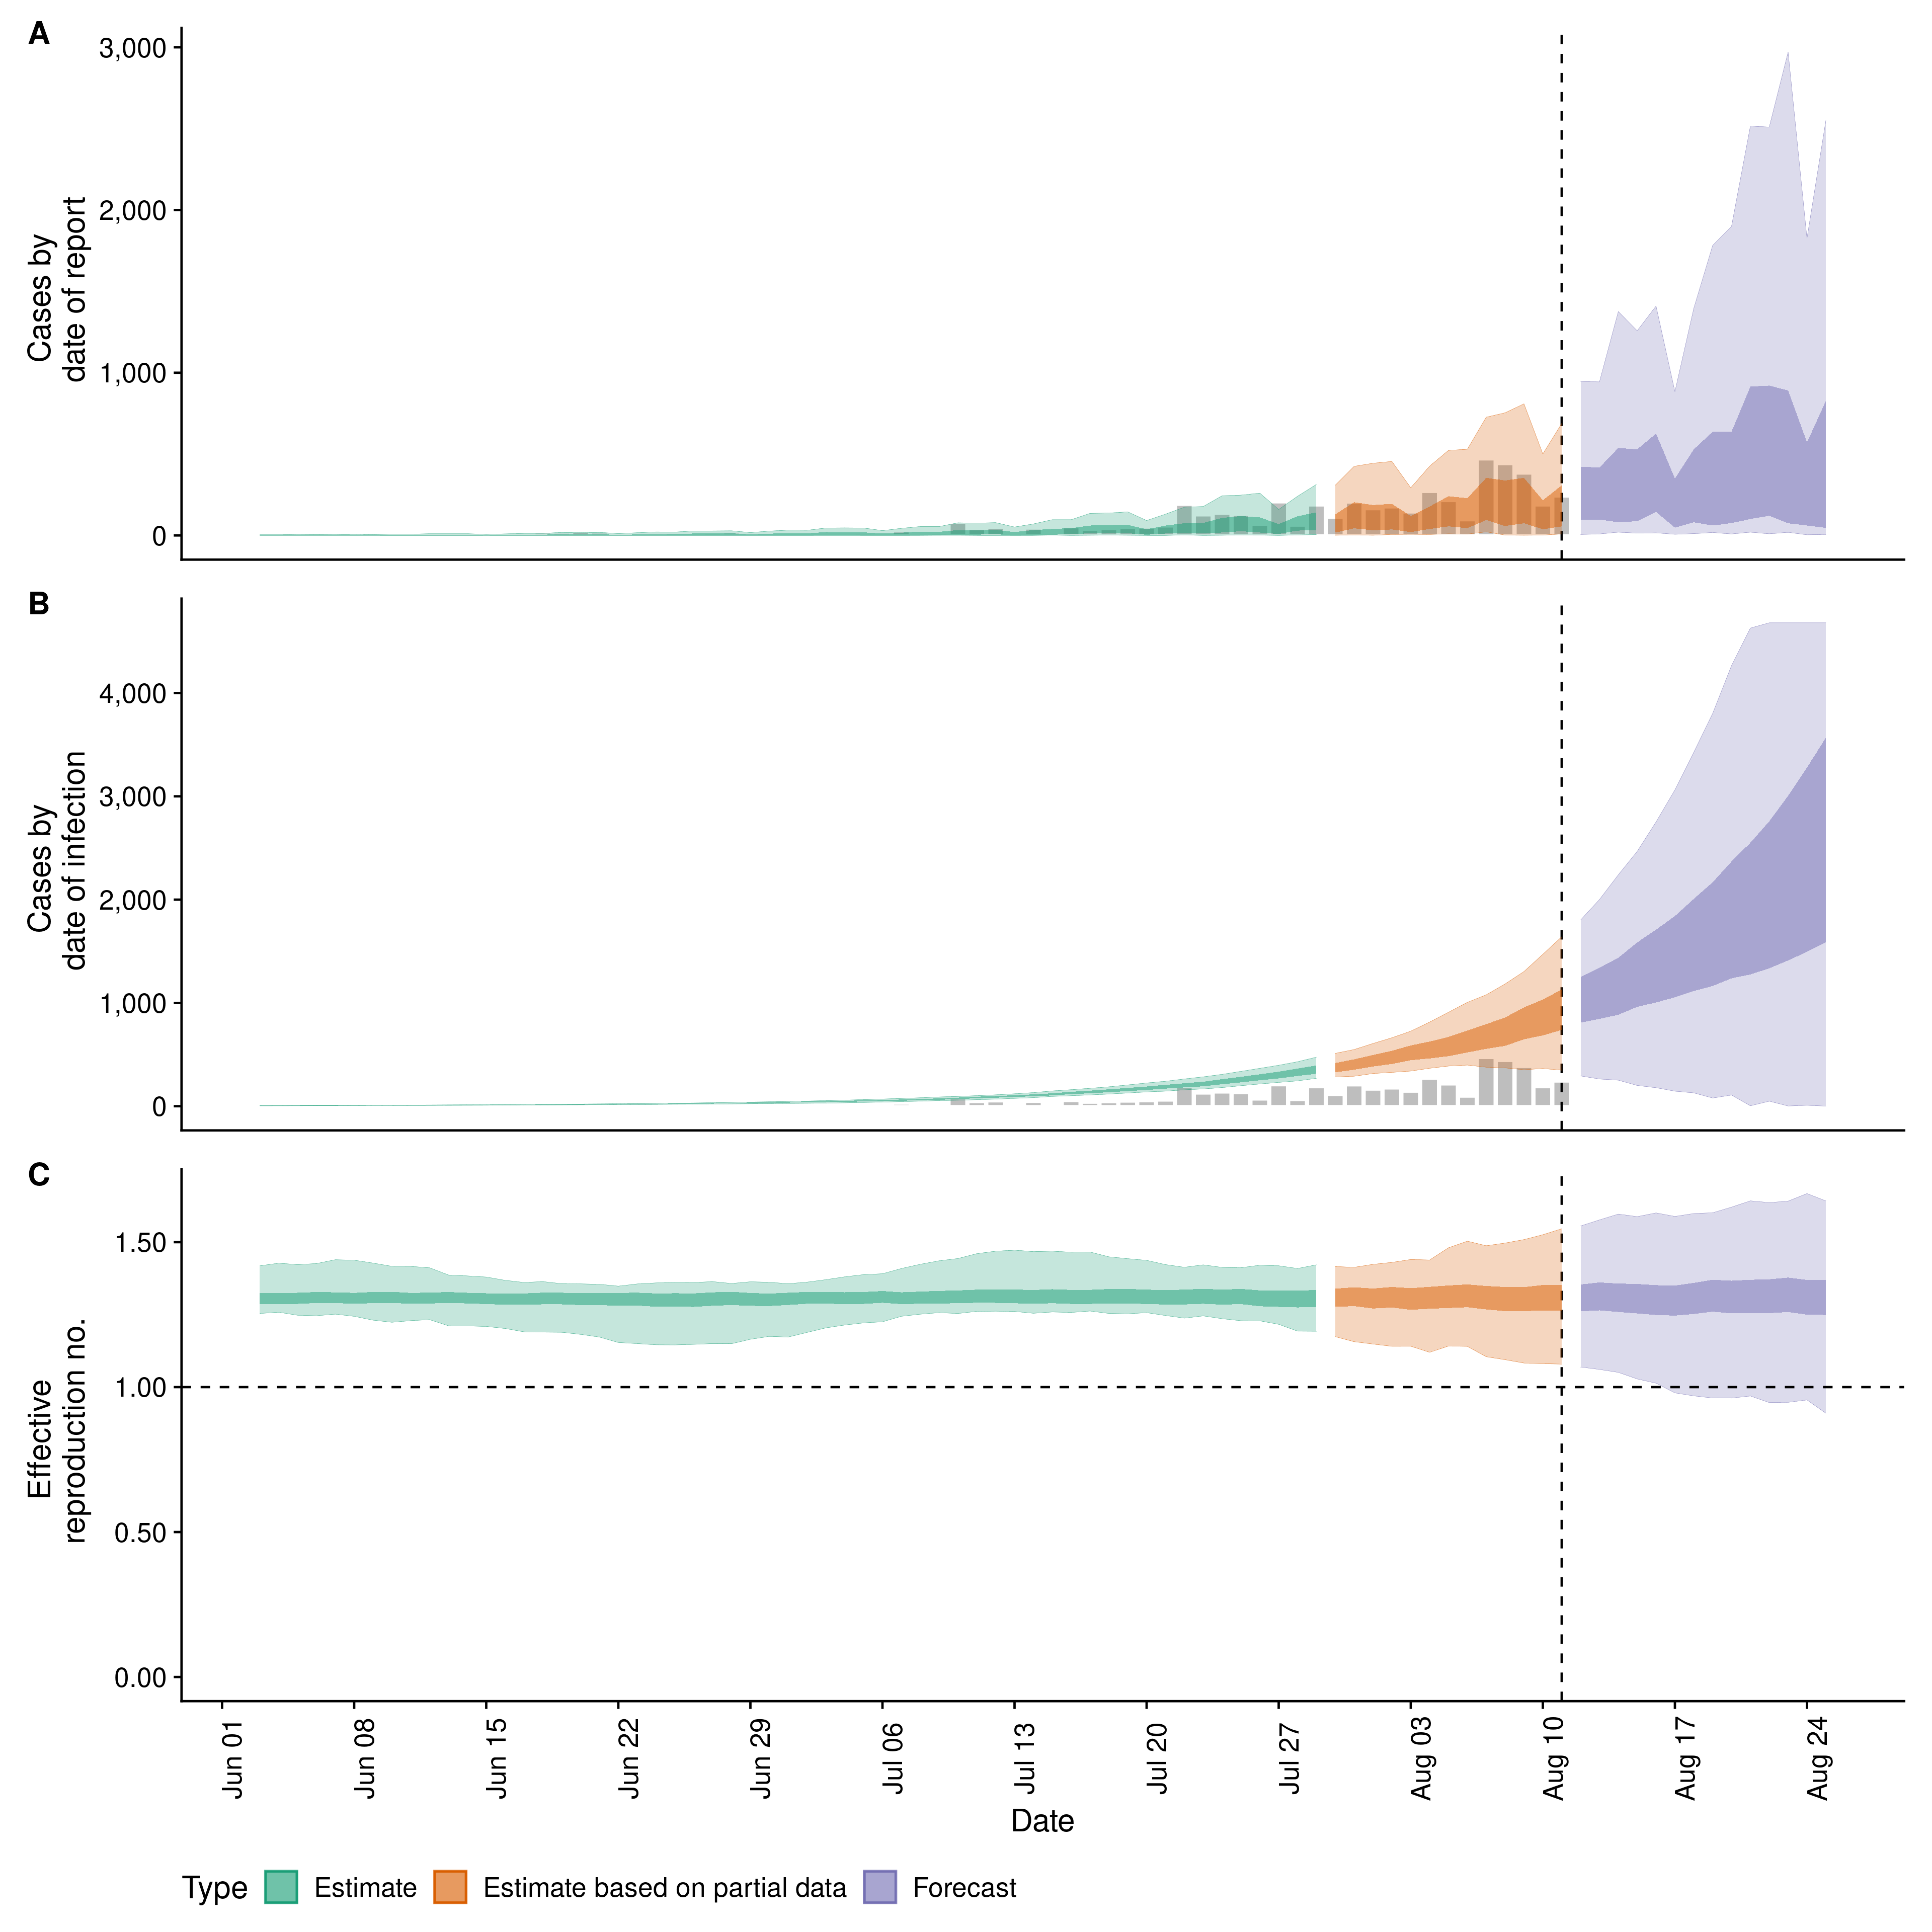 A
Cases by
date of report
3,000
2,000
1,000
0
B
Cases by
date of infection
4,000
3,000
2,000
1,000
0
C
Effective
reproduction no.
1.50
1.00
0.50
0.00
Jun 01
Jun 08
Jun 15
Jun 22
Jun 29
Jul 06
Jul 13
Jul 20
Jul 27
Aug 03
Aug 10
Aug 17
Aug 24
Date
Type Estimate Estimate based on partial data Forecast